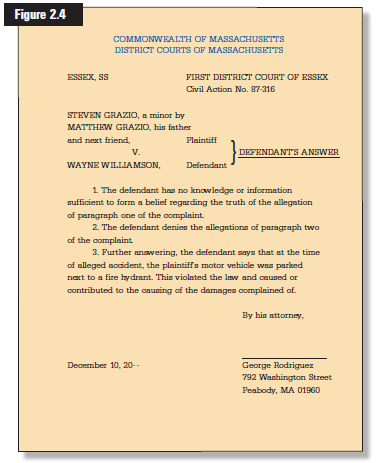 Figure 2.4
COMMONWEALTH OF MASSACHUSETTS
DISTRICT COURTS OF MASSACHUSETTS
ESSEX, SS FIRST DISTRICT COURT OF ESSEX
Civil Action No. 87-316
STEVEN GRAZIO, a minor by
MATTHEW GRAZIO, his father
and next friend, Plaintiff
V. } DEFENDANT'S ANSWER
WAYNE WILLIAMSON, Defendant
1. The defendant has no knowledge or information
sufficient to form a belief regarding the truth of the allegation
of paragraph one of the complaint.
2. The defendant denies the allegations of paragraph two
of the complaint.
3. Further answering, the defendant says that at the time
of alleged accident, the plaintiff's motor vehicle was parked
next to a fire hydrant. This violated the law and caused or
contributed to the causing of the damages complained of.
By his attorney,
December 10, 20-- George Rodriguez
792 Washington Street
Peabody, MA 01960